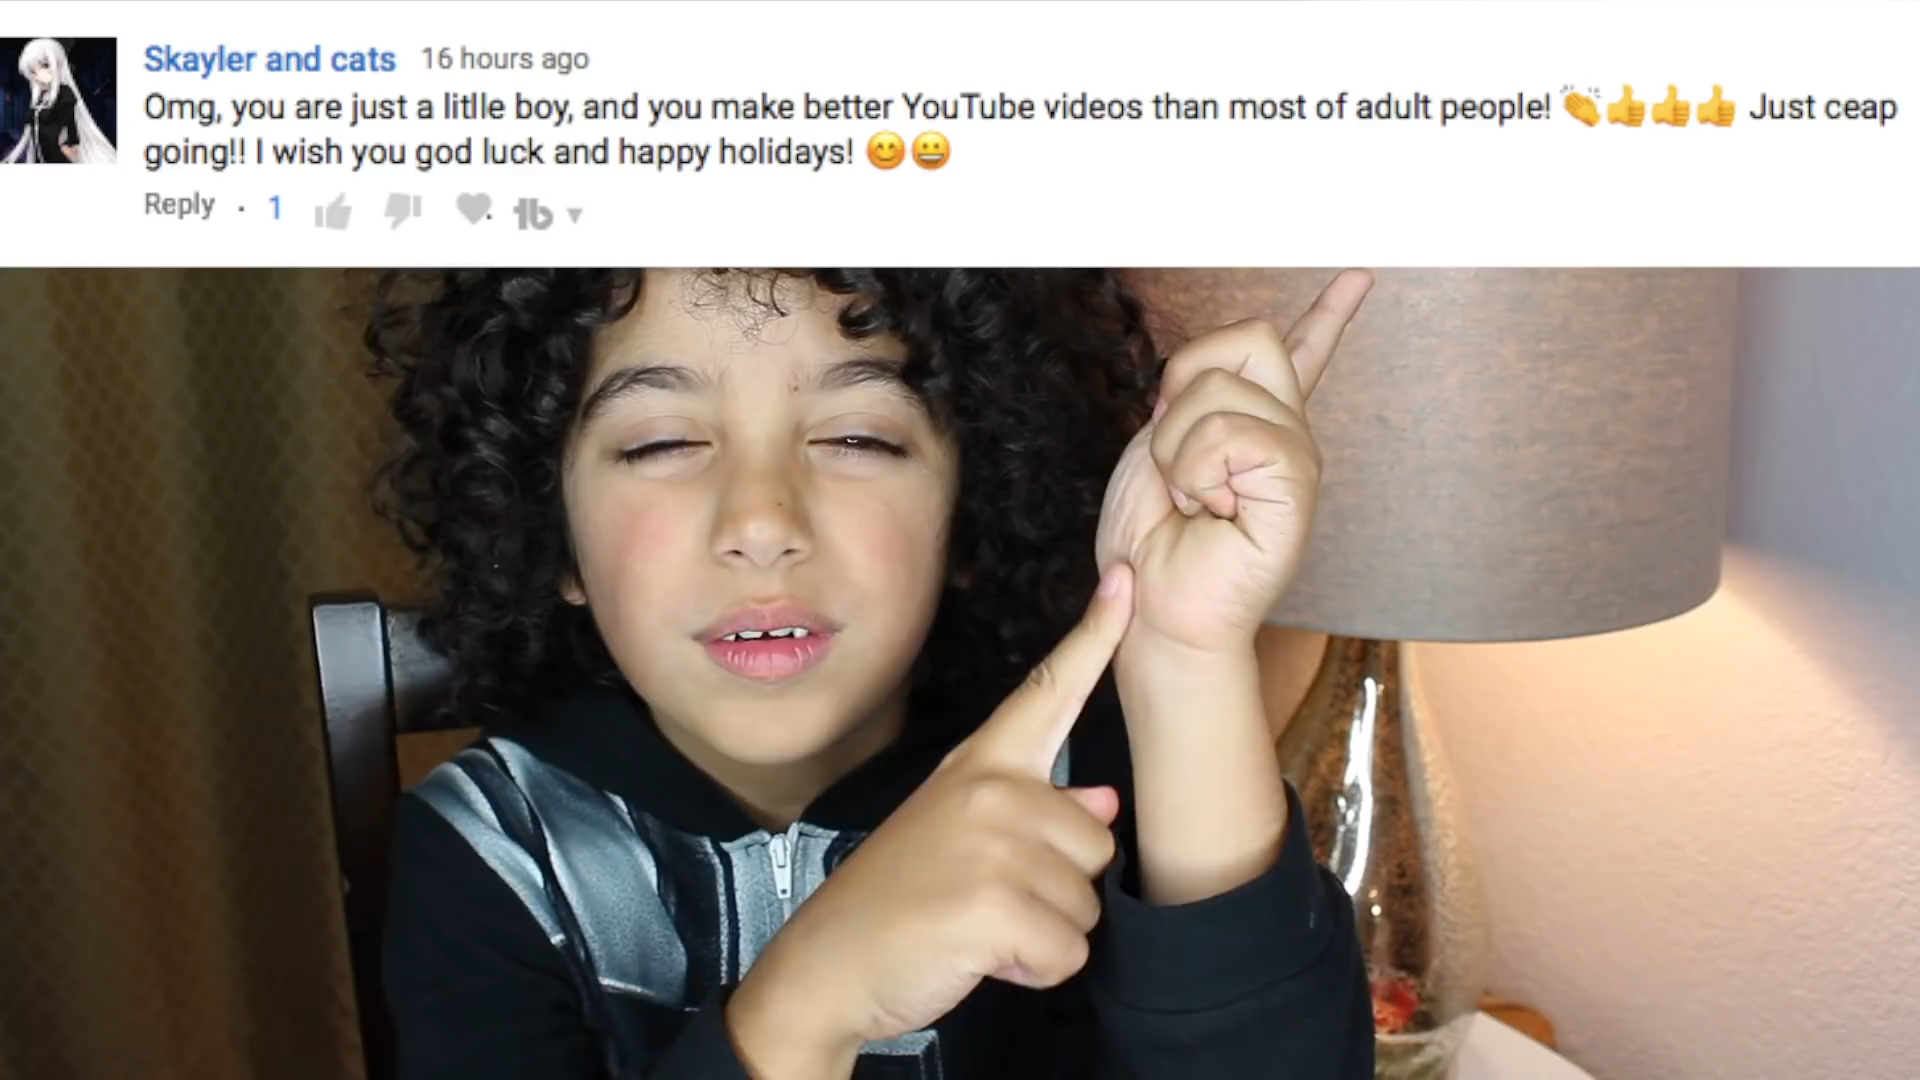 Skayler and cats 16 hours ago
Omg, you are just a litlle boy, and you make better YouTube videos than most of adult people! 👏👍👍👍 Just ceap
going!! I wish you god luck and happy holidays! 😊😀
Reply · 1